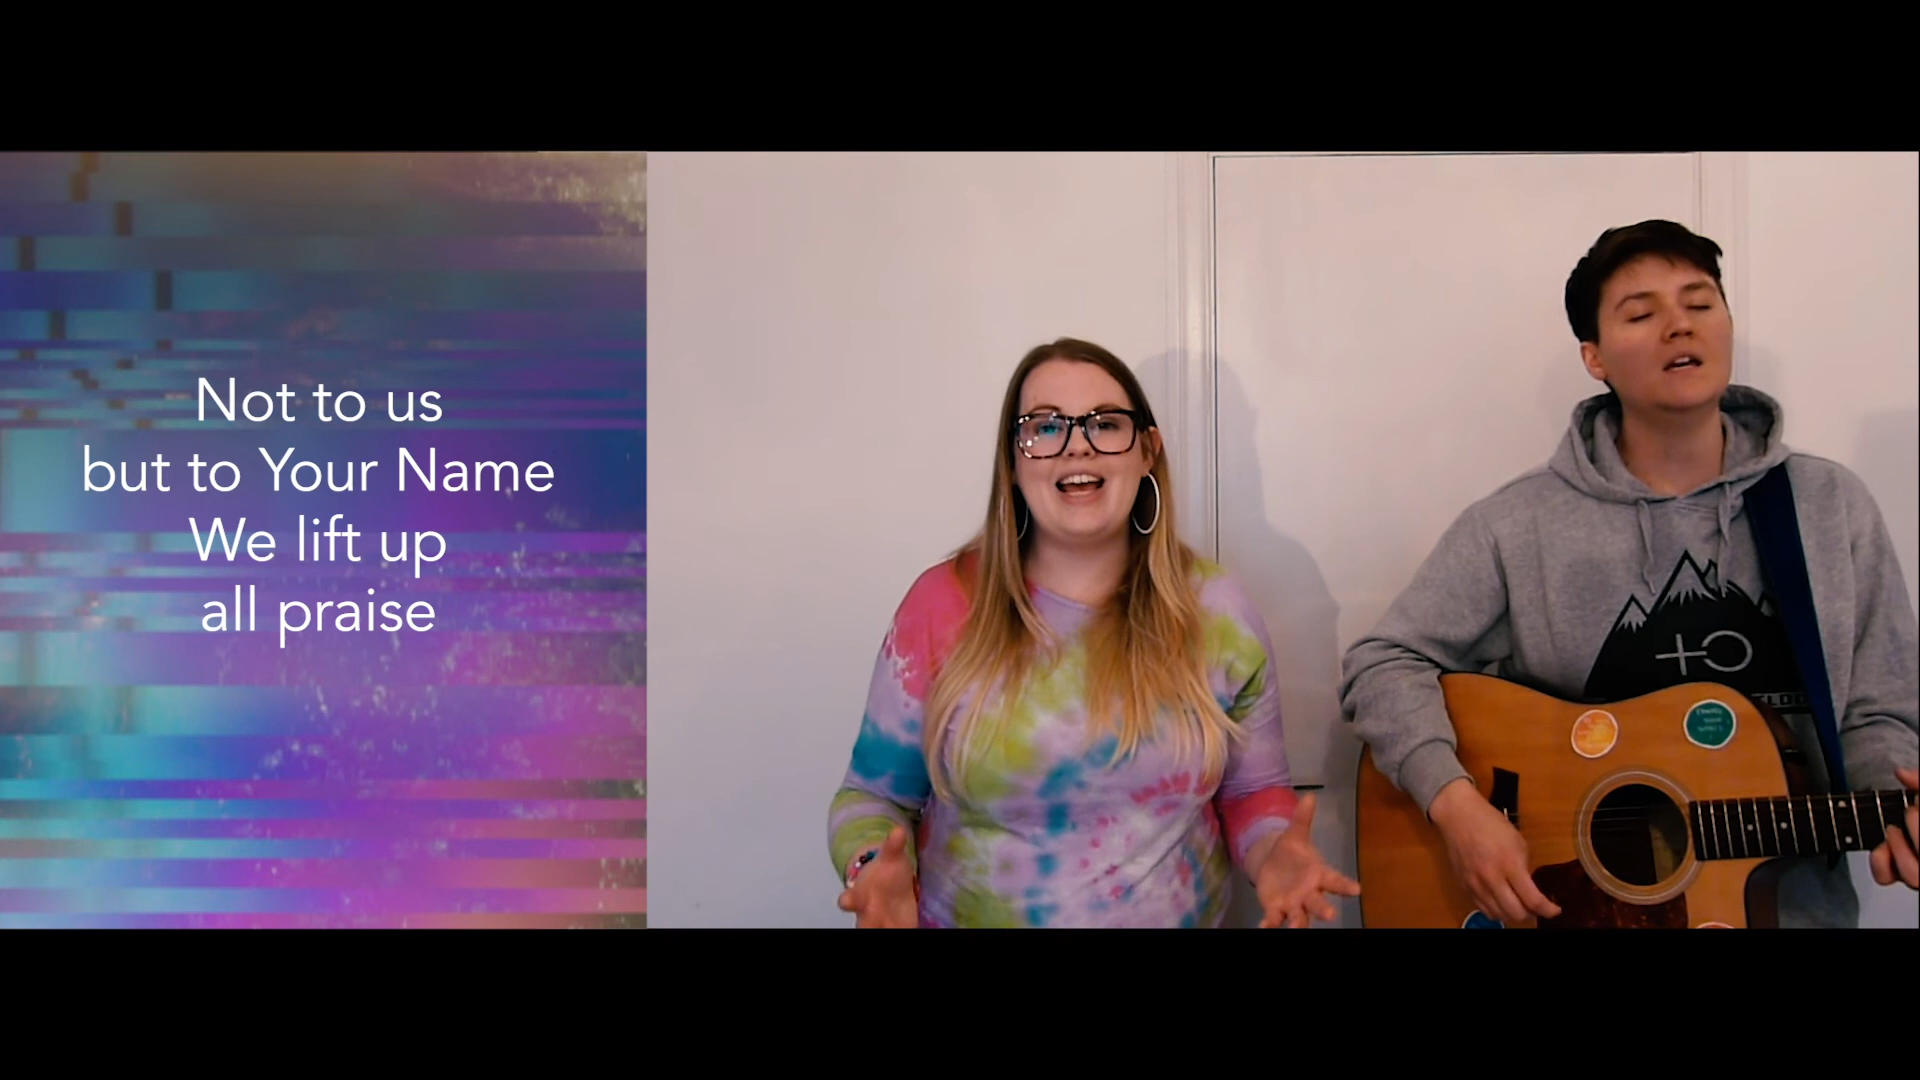 Not to us
but to Your Name
We lift up
all praise